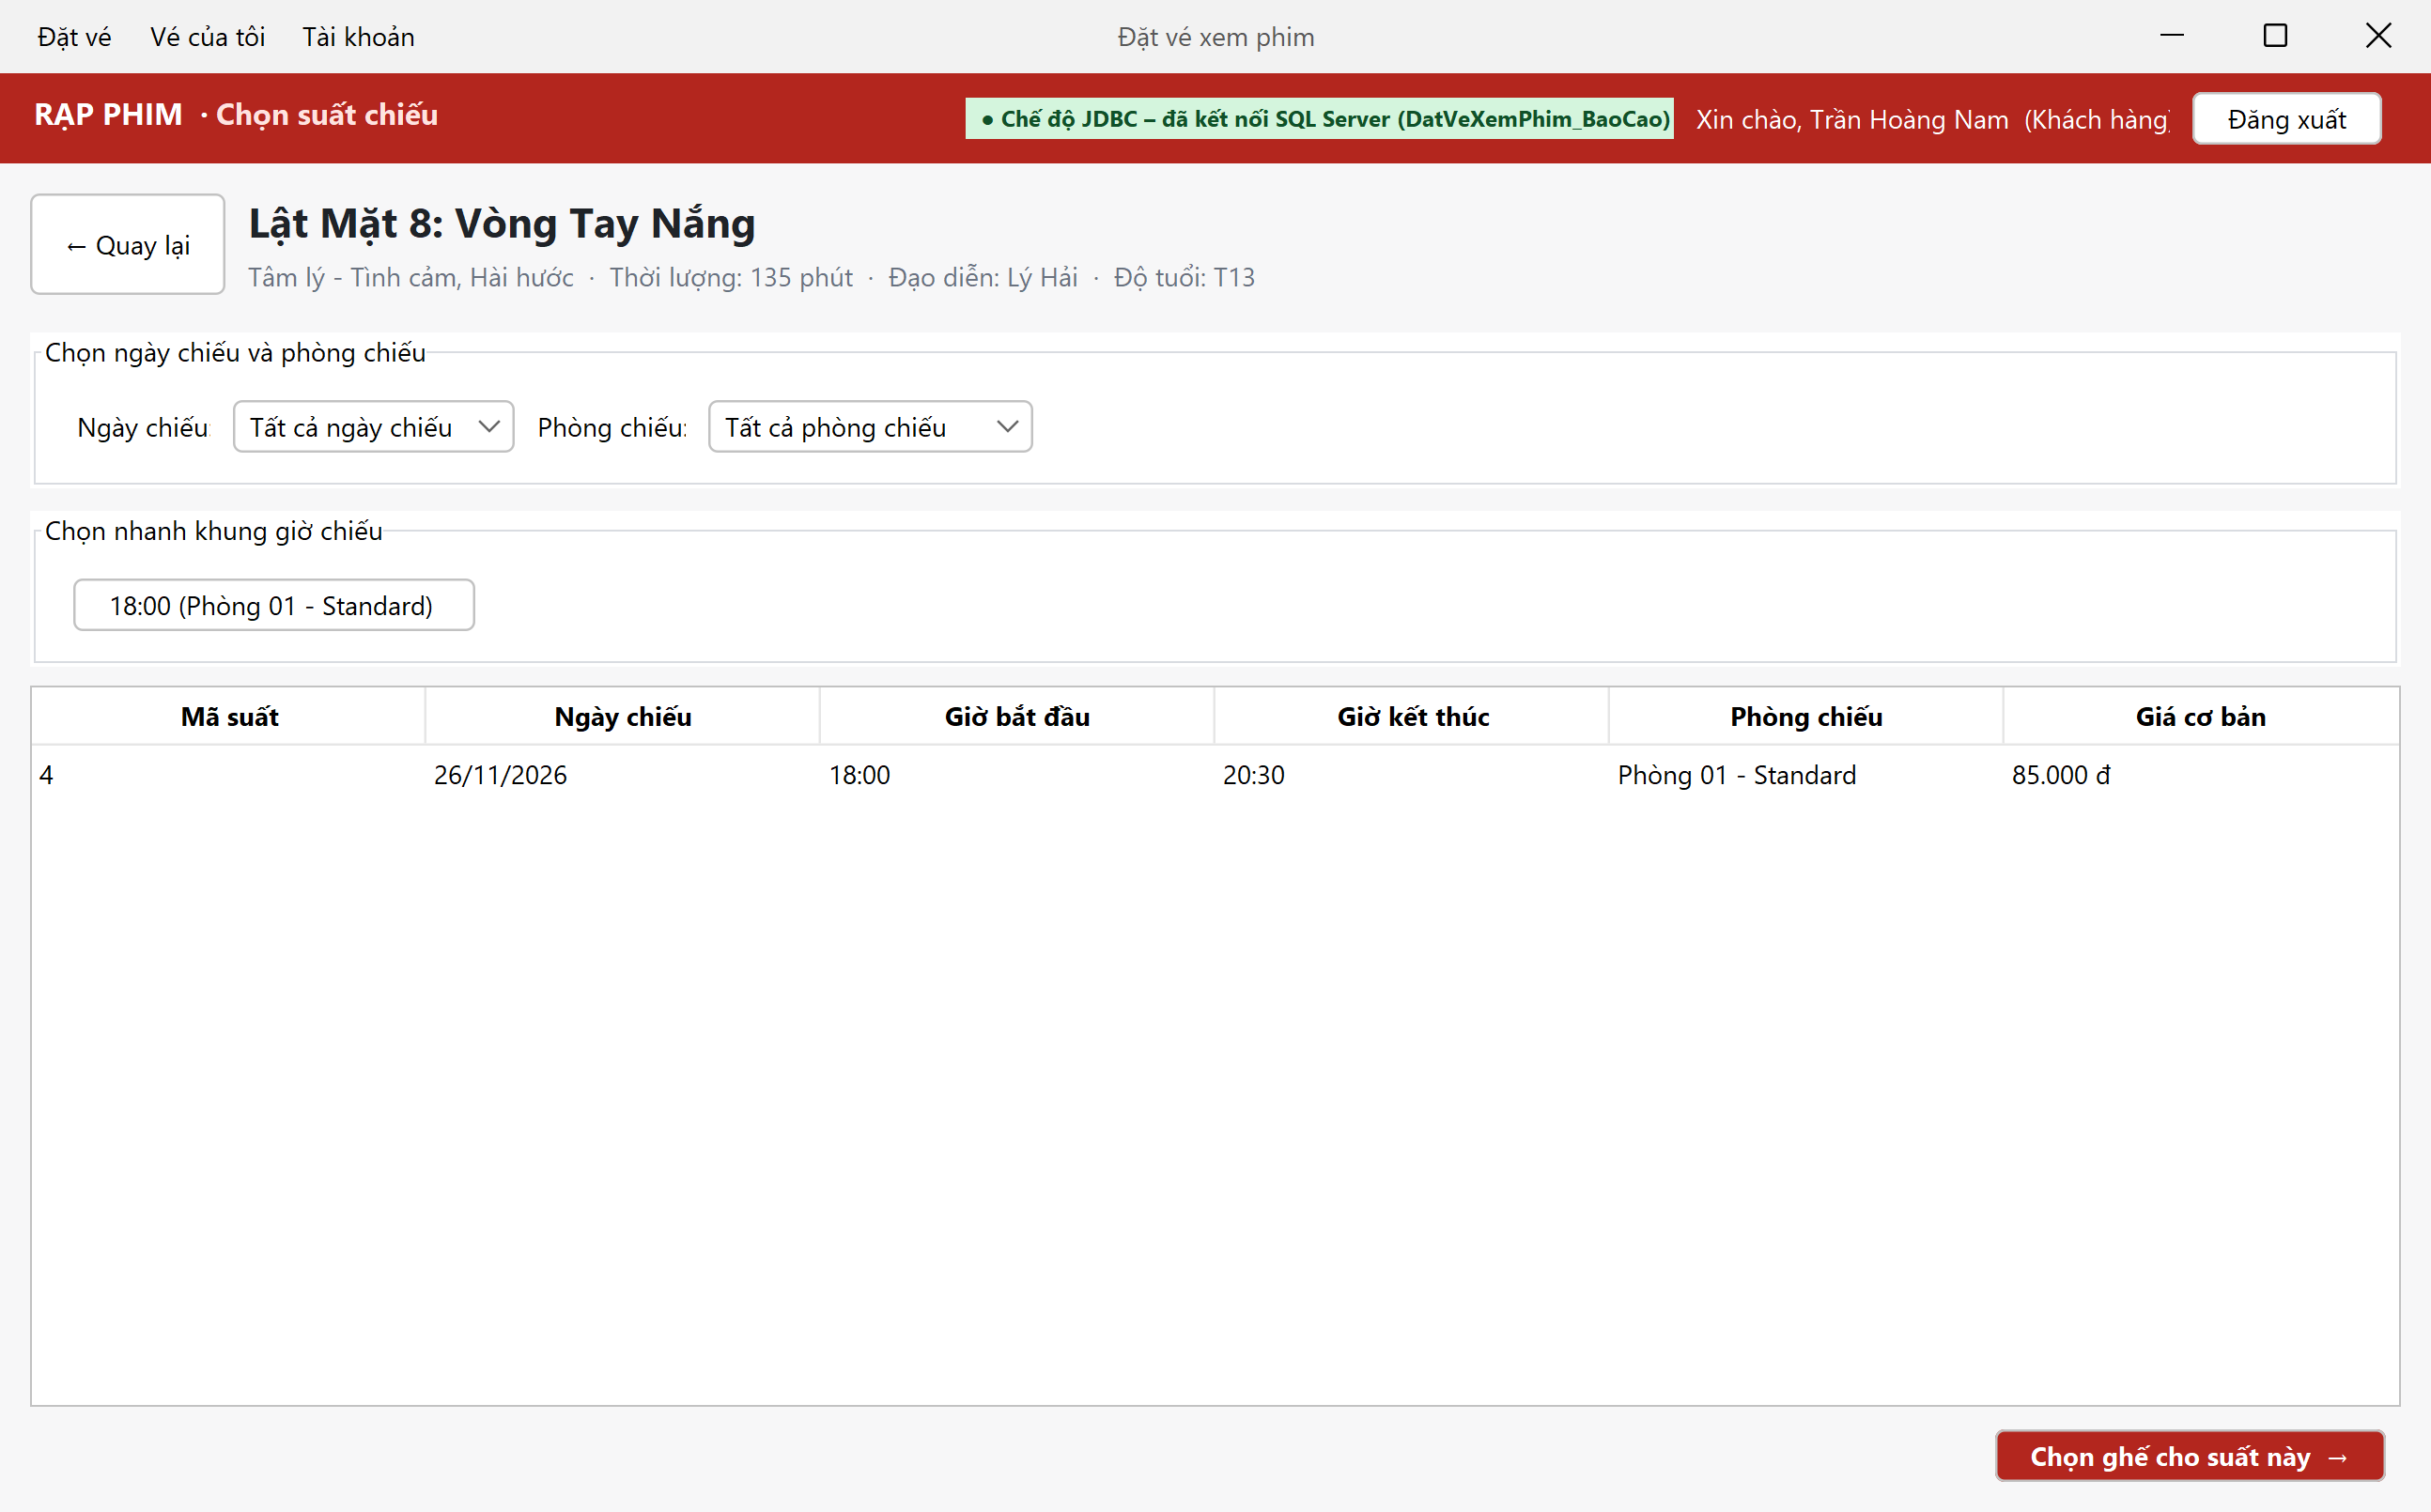 Đặt vé Vé của tôi Tài khoản Đặt vé xem phim
RẠP PHIM · Chọn suất chiếu ● Chế độ JDBC – đã kết nối SQL Server (DatVeXemPhim_BaoCao) Xin chào, Trần Hoàng Nam (Khách hàng) Đăng xuất
← Quay lại
Lật Mặt 8: Vòng Tay Nắng
Tâm lý - Tình cảm, Hài hước · Thời lượng: 135 phút · Đạo diễn: Lý Hải · Độ tuổi: T13
Chọn ngày chiếu và phòng chiếu
Ngày chiếu: Tất cả ngày chiếu Phòng chiếu: Tất cả phòng chiếu
Chọn nhanh khung giờ chiếu
18:00 (Phòng 01 - Standard)
Mã suất Ngày chiếu Giờ bắt đầu Giờ kết thúc Phòng chiếu Giá cơ bản
4 26/11/2026 18:00 20:30 Phòng 01 - Standard 85.000 đ
Chọn ghế cho suất này →